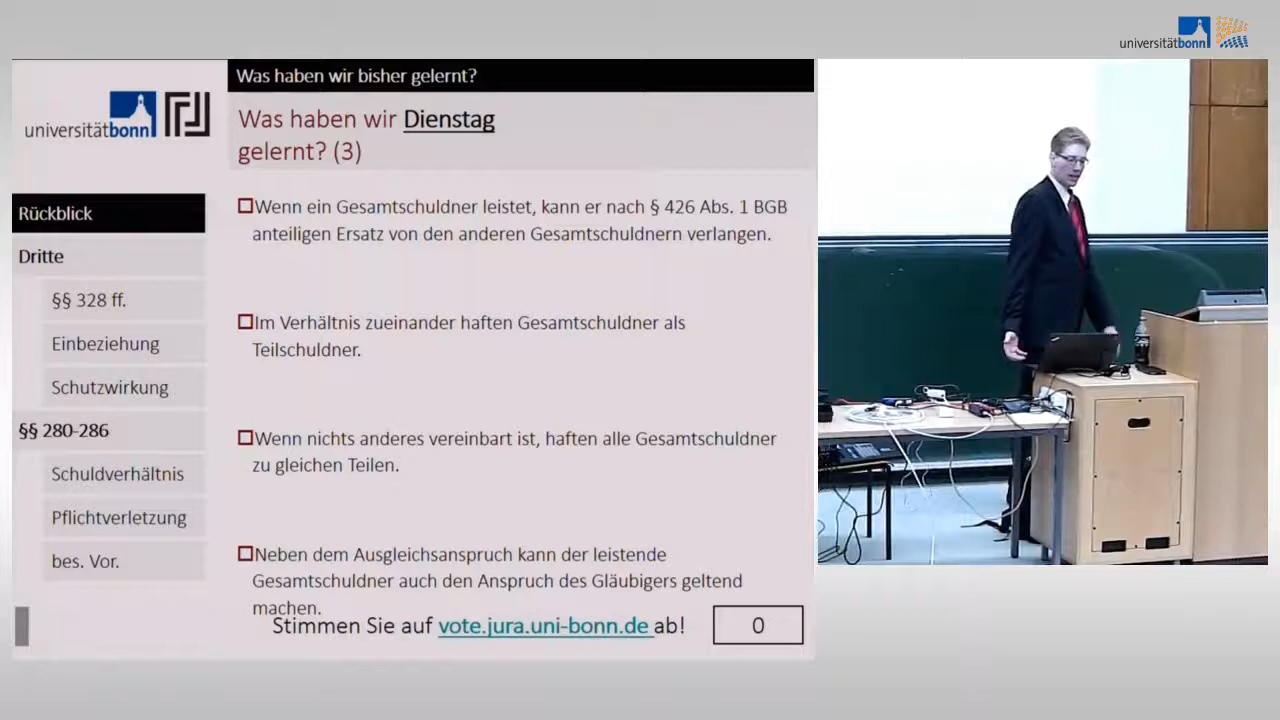 universitätbonn
Was haben wir bisher gelernt?
universitätbonn
Was haben wir Dienstag
gelernt? (3)
Rückblick
Dritte
§§ 328 ff.
Einbeziehung
Schutzwirkung
§§ 280-286
Schuldverhältnis
Pflichtverletzung
bes. Vor.
Wenn ein Gesamtschuldner leistet, kann er nach § 426 Abs. 1 BGB
anteiligen Ersatz von den anderen Gesamtschuldnern verlangen.
Im Verhältnis zueinander haften Gesamtschuldner als
Teilschuldner.
Wenn nichts anderes vereinbart ist, haften alle Gesamtschuldner
zu gleichen Teilen.
Neben dem Ausgleichsanspruch kann der leistende
Gesamtschuldner auch den Anspruch des Gläubigers geltend
machen.
Stimmen Sie auf vote.jura.uni-bonn.de ab!
0